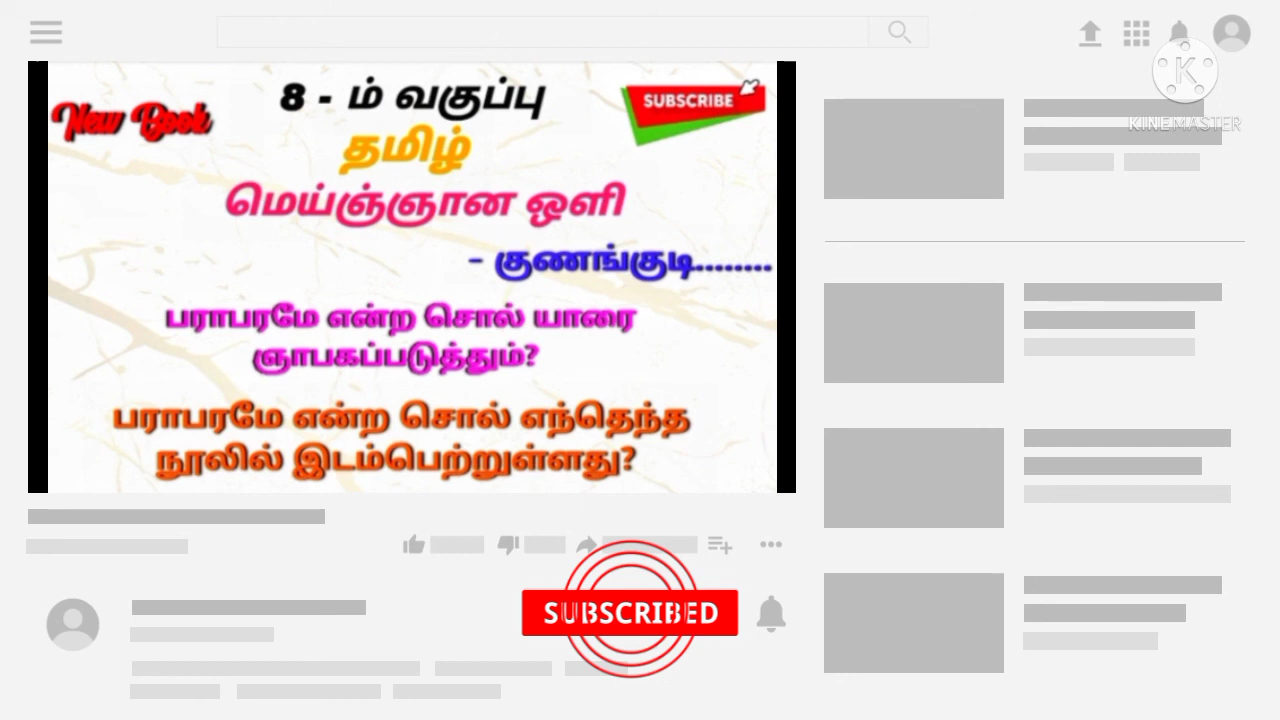 New Book
8 - ம் வகுப்பு
SUBSCRIBE
தமிழ்
மெய்ஞ்ஞான ஒளி
- குணங்குடி.........
பராபரமே என்ற சொல் யாரை
ஞாபகப்படுத்தும்?
பராபரமே என்ற சொல் எந்தெந்த
நூலில் இடம்பெற்றுள்ளது?
SUBSCRIBED
K
KINEMASTER